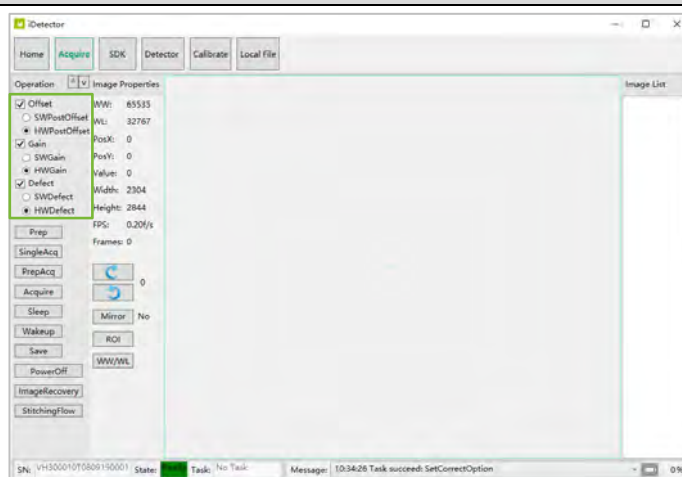 iDetector
Home Acquire SDK Detector Calibrate Local File
Operation
Offset
SWPostOffset
HWPostOffset
Gain
SWGain
HWGain
Defect
SWDefect
HWDefect
Prep
SingleAcq
PrepAcq
Acquire
Sleep
Wakeup
Save
PowerOff
ImageRecovery
StitchingFlow
Image Properties
WW: 65535
WL: 32767
PosX: 0
PosY: 0
Value: 0
Width: 2304
Height: 2844
FPS: 0.20f/s
Frames: 0
0
Mirror No
ROI
WW/WL
Image List
SN: State: Ready Task: No Task Message: 10:34:26 Task succeed: SetCorrectOption 0%